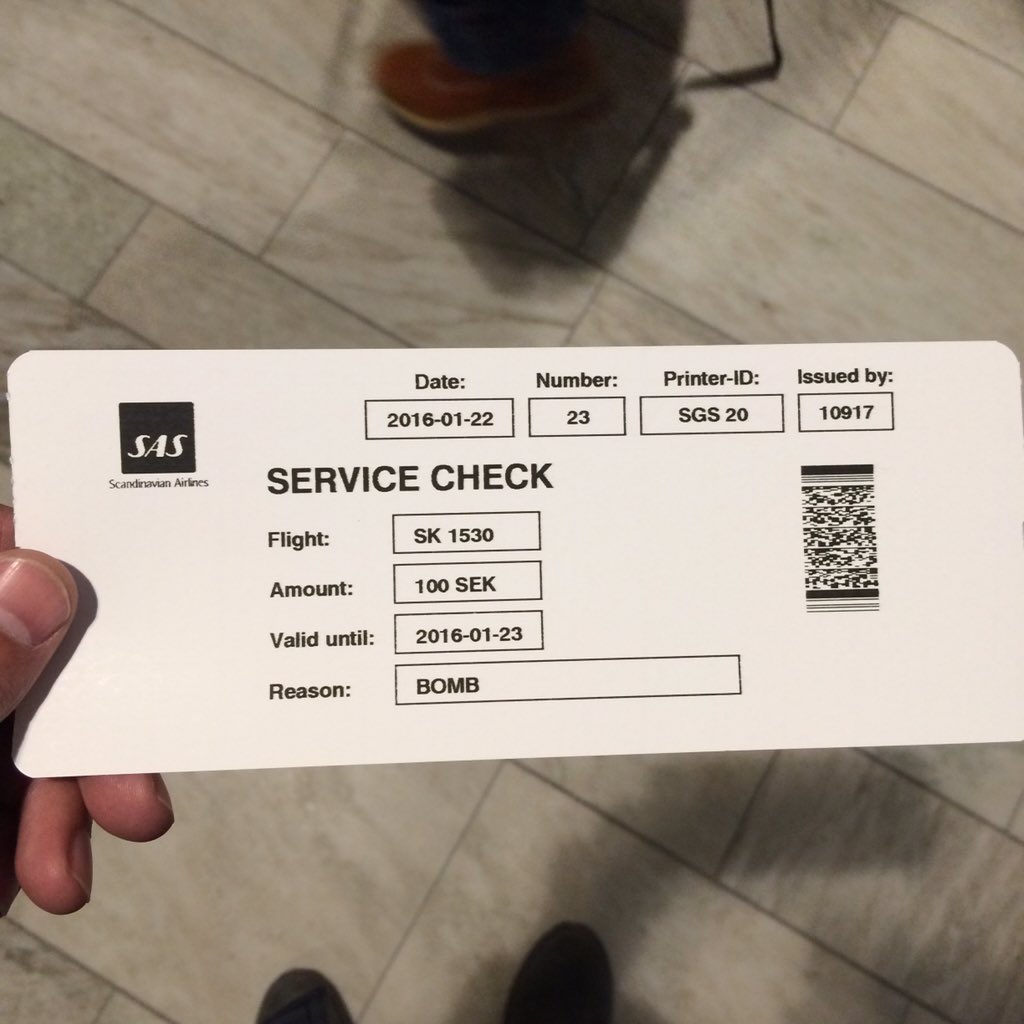 Date: Number: Printer-ID: Issued by:
2016-01-22 23 SGS 20 10917
SAS
Scandinavian Airlines
SERVICE CHECK
Flight: SK 1530
Amount: 100 SEK
Valid until: 2016-01-23
Reason: BOMB